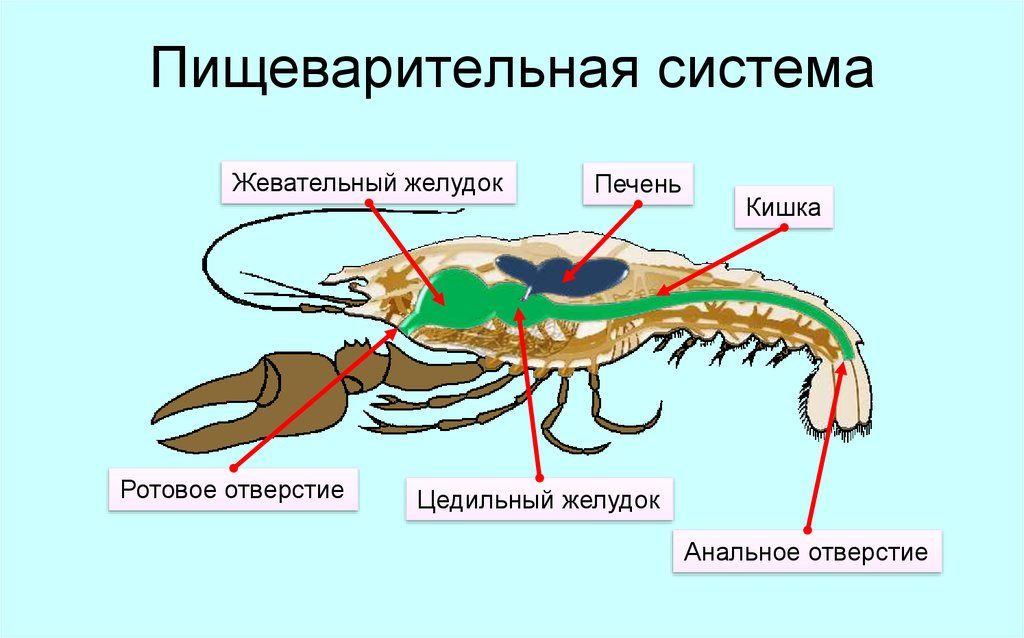 Пищеварительная система
Жевательный желудок
Печень
Кишка
Ротовое отверстие
Цедильный желудок
Анальное отверстие